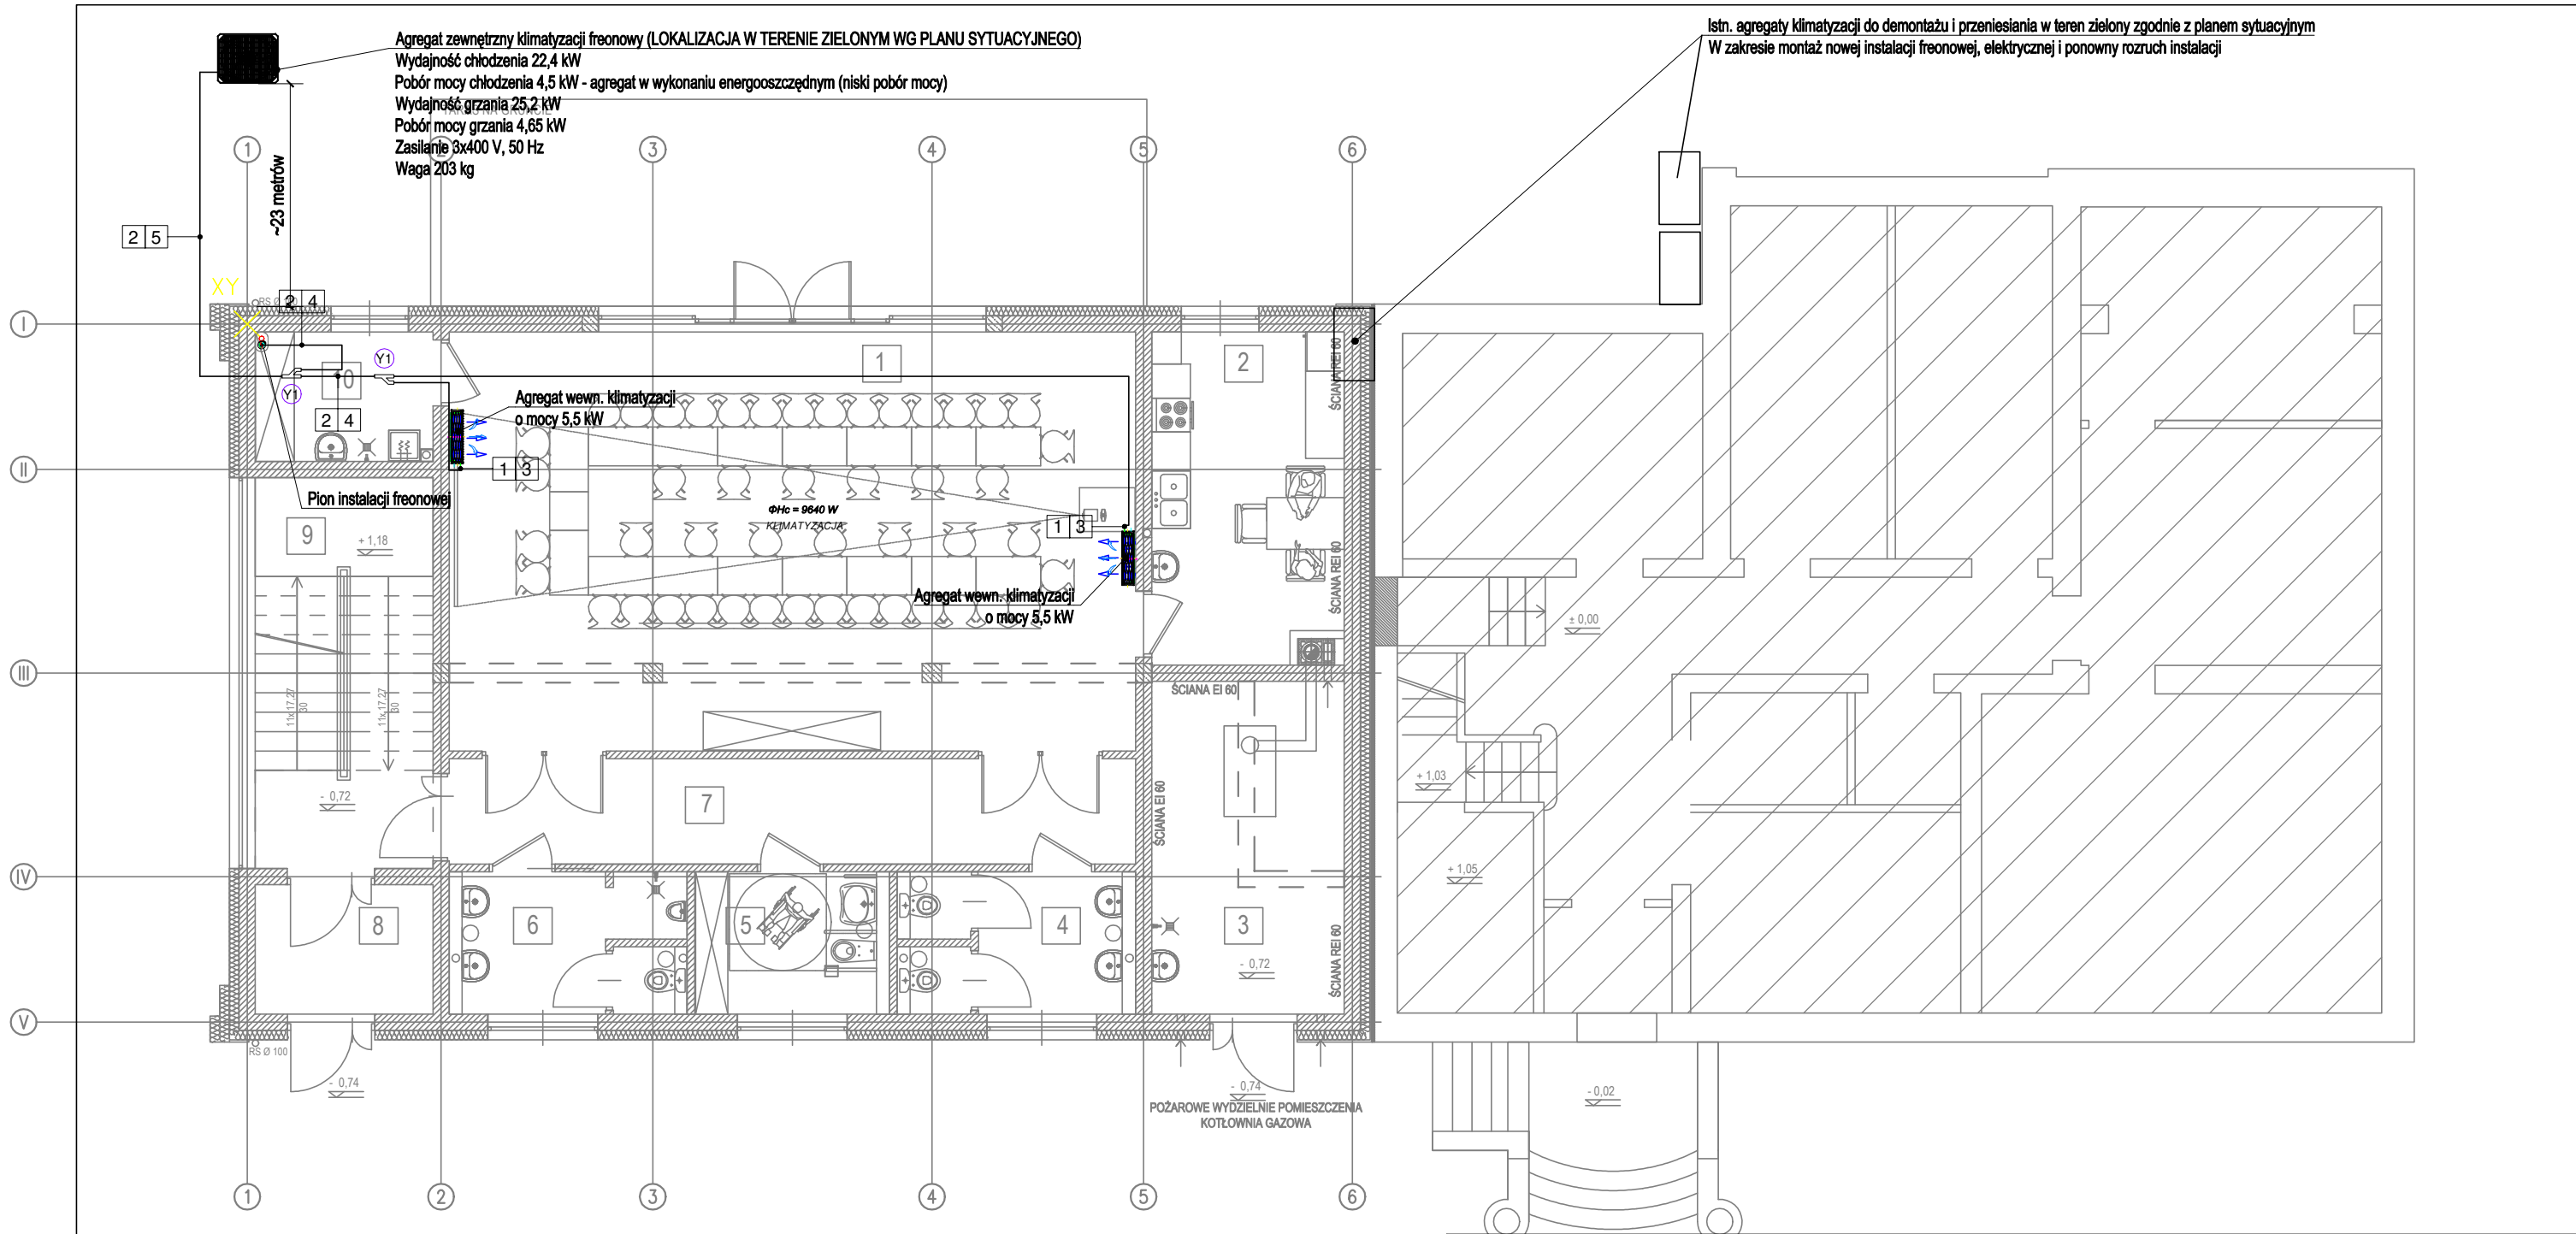 Agregat zewnętrzny klimatyzacji freonowy (LOKALIZACJA W TERENIE ZIELONYM WG PLANU SYTUACYJNEGO)
Wydajność chłodzenia 22,4 kW
Pobór mocy chłodzenia 4,5 kW - agregat w wykonaniu energooszczędnym (niski pobór mocy)
Wydajność grzania 25,2 kW
Pobór mocy grzania 4,65 kW
Zasilanie 3x400 V, 50 Hz
Waga 203 kg
Istn. agregaty klimatyzacji do demontażu i przeniesiania w teren zielony zgodnie z planem sytuacyjnym
W zakresie montaż nowej instalacji freonowej, elektrycznej i ponowny rozruch instalacji
1 2 3 4 5 6
~23 metrów
2 5
XY
2 4
I
Y1
Y1
2 4
1
2
ŚCIANA REI 60
Agregat wewn. klimatyzacji
o mocy 5,5 kW
1 3
II
Pion instalacji freonowej
ΦHc = 9640 W
KLIMATYZACJA
1 3
9
+ 1,18
Agregat wewn. klimatyzacji
o mocy 5,5 kW
ŚCIANA REI 60
± 0,00
III
ŚCIANA EI 60
11x17,27
30
11x17,27
30
- 0,72
7
ŚCIANA EI 60
+ 1,03
IV
+ 1,05
8
6
5
4
3
- 0,72
ŚCIANA REI 60
V
RS Ø 100
- 0,74
- 0,74
- 0,02
POŻAROWE WYDZIELNIE POMIESZCZENIA
KOTŁOWNIA GAZOWA
1 2 3 4 5 6